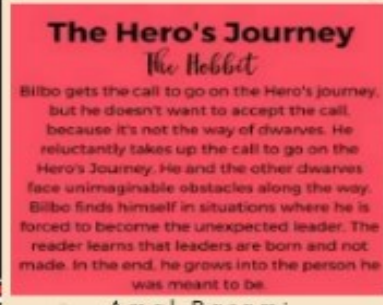 The Hero's Journey
The Hobbit
Bilbo gets the call to go on the Hero's journey,
but he doesn't want to accept the call,
because it's not the way of dwarves. He
reluctantly takes up the call to go on the
Hero's Journey. He and the other dwarves
face unimaginable obstacles along the way.
Bilbo finds himself in situations where he is
forced to become the unexpected leader. The
reader learns that leaders are born and not
made. In the end, he grows into the person he
was meant to be.